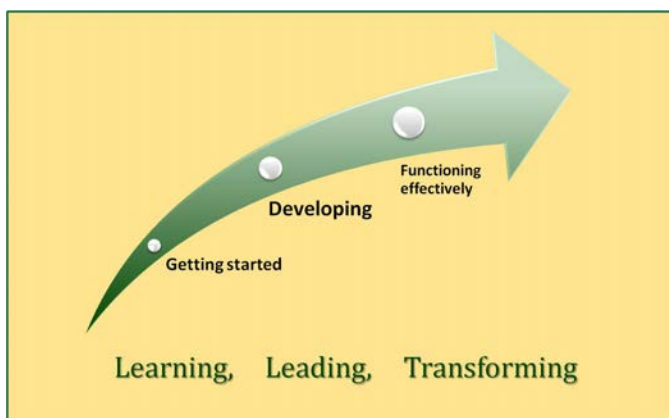 Functioning
effectively
Developing
Getting started
Learning, Leading, Transforming